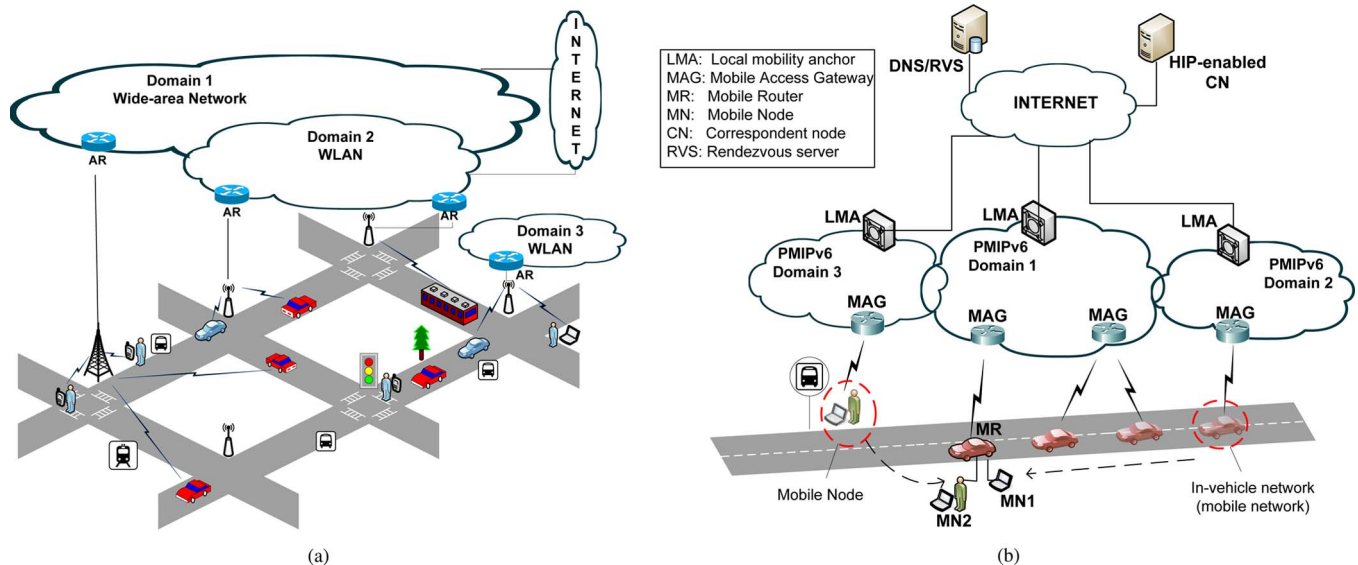 Domain 1
Wide-area Network
Domain 2
WLAN
INTERNET
AR
AR
AR
Domain 3
WLAN
AR
(a)
LMA: Local mobility anchor
MAG: Mobile Access Gateway
MR: Mobile Router
MN: Mobile Node
CN: Correspondent node
RVS: Rendezvous server
DNS/RVS
HIP-enabled
CN
INTERNET
LMA
LMA
LMA
PMIPv6
Domain 3
PMIPv6
Domain 1
PMIPv6
Domain 2
MAG
MAG
MAG
MAG
MR
Mobile Node
MN2
MN1
In-vehicle network
(mobile network)
(b)